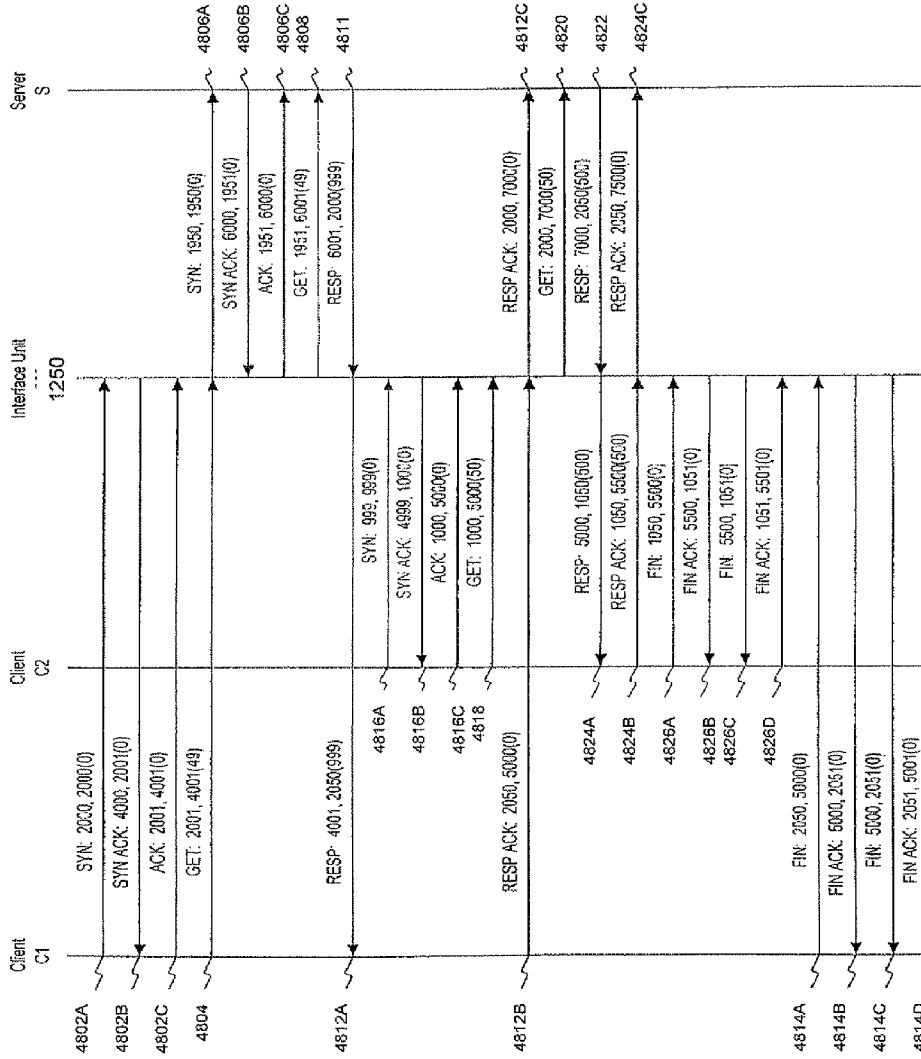 Client
C1
Client
C2
Interface Unit
1250
Server
S
4802A
SYN: 2000, 2000(0)
4802B
SYN ACK: 4000, 2001(0)
4802C
ACK: 2001, 4001(0)
4804
GET: 2001, 4001(49)
SYN: 1950, 1950(0)
4806A
SYN ACK: 6000, 1951(0)
4806B
ACK: 1951, 6000(0)
4806C
GET: 1951, 6001(49)
4808
RESP: 6001, 2000(999)
4811
4812A
RESP: 4001, 2050(999)
4816A
SYN: 999, 999(0)
4816B
SYN ACK: 4999, 1000(0)
4816C
ACK: 1000, 5000(0)
4818
GET: 1000, 5000(50)
4812B
RESP ACK: 2050, 5000(0)
RESP ACK: 2000, 7000(0)
4812C
GET: 2000, 7000(50)
4820
RESP: 7000, 2050(500)
4822
RESP ACK: 2050, 7500(0)
4824C
4824A
RESP: 5000, 1050(500)
4824B
RESP ACK: 1050, 5500(500)
4826A
FIN: 1050, 5500(0)
4826B
FIN ACK: 5500, 1051(0)
4826C
FIN: 5500, 1051(0)
4826D
FIN ACK: 1051, 5501(0)
4814A
FIN: 2050, 5000(0)
4814B
FIN ACK: 5000, 2051(0)
4814C
FIN: 5000, 2051(0)
4814D
FIN ACK: 2051, 5001(0)